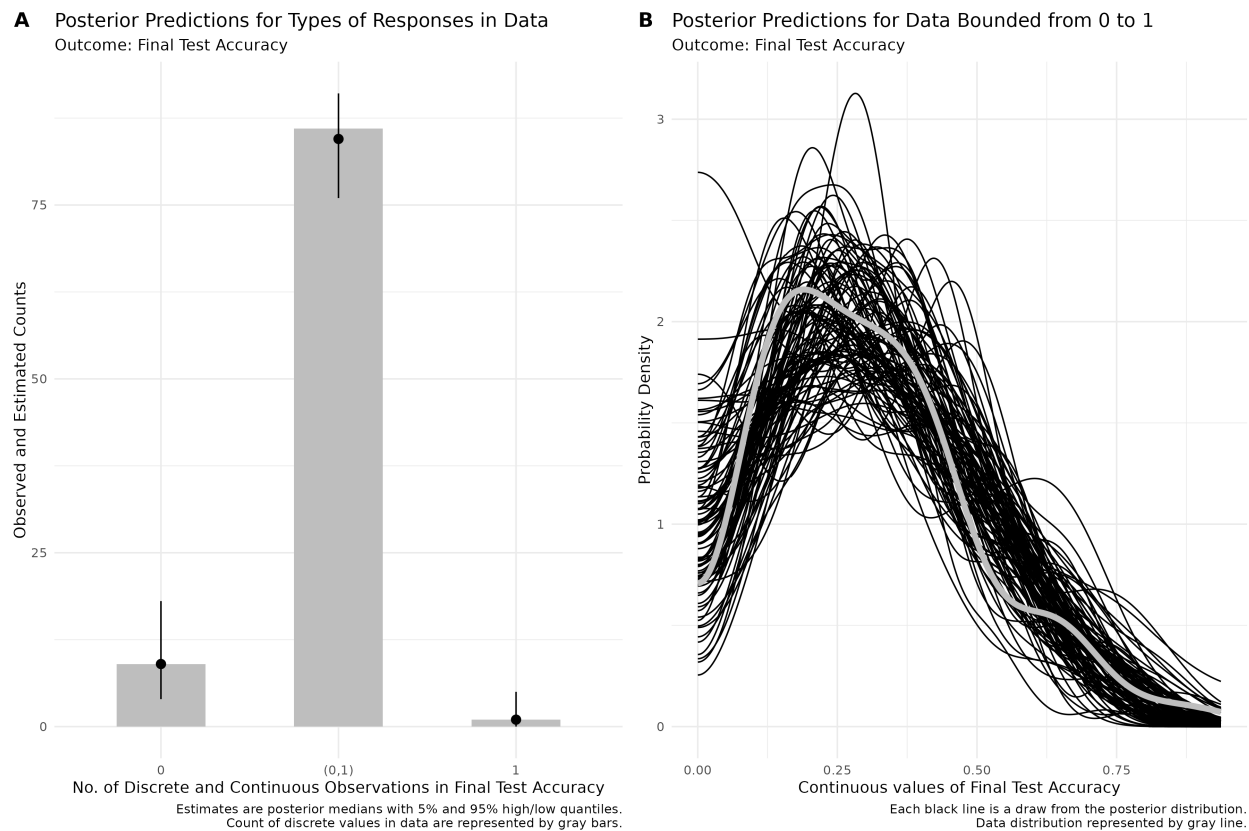 A Posterior Predictions for Types of Responses in Data
Outcome: Final Test Accuracy
Observed and Estimated Counts
75
50
25
0
0 (0,1) 1
No. of Discrete and Continuous Observations in Final Test Accuracy
Estimates are posterior medians with 5% and 95% high/low quantiles.
Count of discrete values in data are represented by gray bars.
B Posterior Predictions for Data Bounded from 0 to 1
Outcome: Final Test Accuracy
Probability Density
3
2
1
0
0.00 0.25 0.50 0.75
Continuous values of Final Test Accuracy
Each black line is a draw from the posterior distribution.
Data distribution represented by gray line.